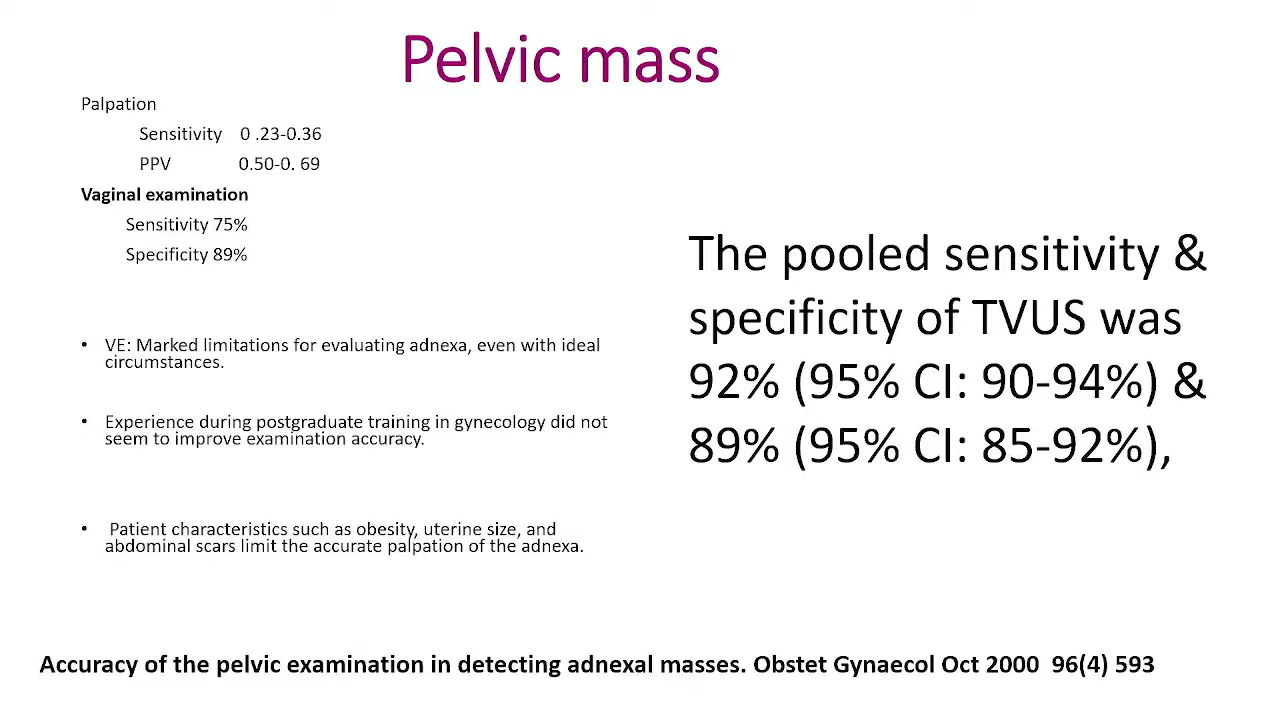 Pelvic mass
Palpation
Sensitivity 0 .23-0.36
PPV 0.50-0. 69
Vaginal examination
Sensitivity 75%
Specificity 89%
• VE: Marked limitations for evaluating adnexa, even with ideal
circumstances.
• Experience during postgraduate training in gynecology did not
seem to improve examination accuracy.
• Patient characteristics such as obesity, uterine size, and
abdominal scars limit the accurate palpation of the adnexa.
The pooled sensitivity &
specificity of TVUS was
92% (95% CI: 90-94%) &
89% (95% CI: 85-92%),
Accuracy of the pelvic examination in detecting adnexal masses. Obstet Gynaecol Oct 2000 96(4) 593